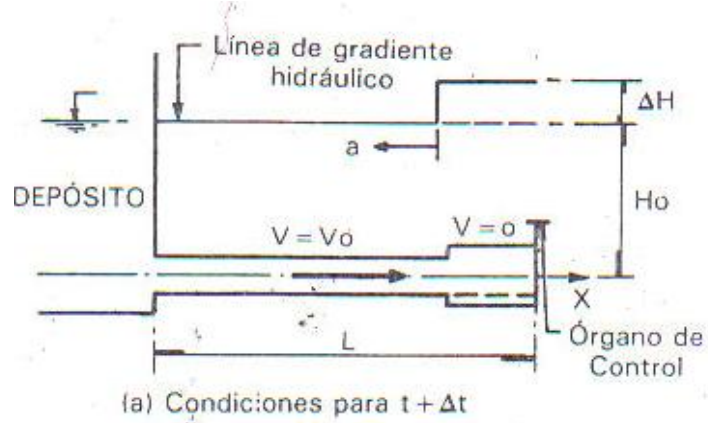 Línea de gradiente
hidráulico
ΔH
a
DEPÓSITO
Ho
V = Vo
V = o
X
L
Órgano de
Control
(a) Condiciones para t + Δt